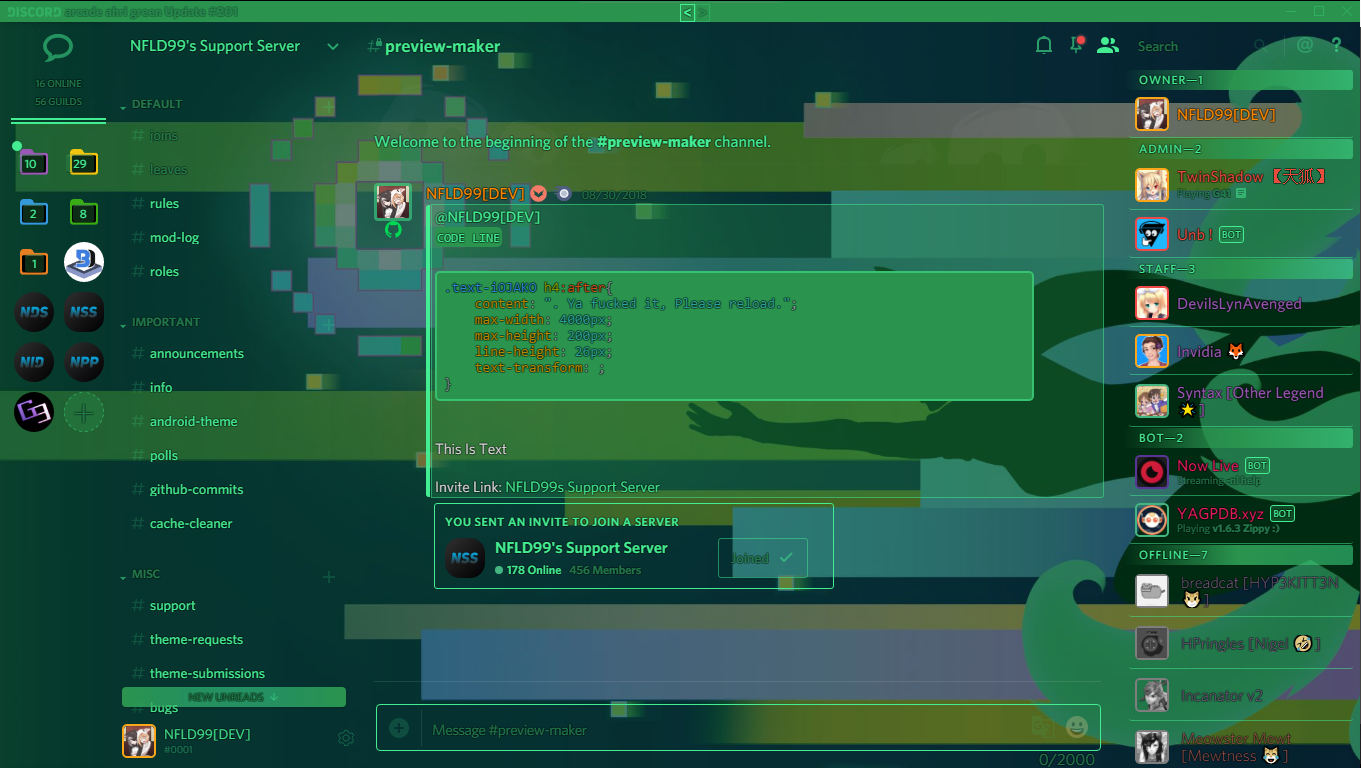 DISCORD arcade ahri green Update #201
< >
NFLD99's Support Server
#preview-maker
Search
@ ?
16 ONLINE
56 GUILDS
10
29
2
8
1
NDS
NSS
NID
NPP
DEFAULT
# joins
# leaves
# rules
# mod-log
# roles
IMPORTANT
# announcements
# info
# android-theme
# polls
# github-commits
# cache-cleaner
MISC
# support
# theme-requests
# theme-submissions
NEW UNREADS ↓
bugs
NFLD99[DEV]
#0001
Welcome to the beginning of the #preview-maker channel.
NFLD99[DEV] 08/30/2018
@NFLD99[DEV]
CODE LINE
.text-iOJAKO h4:after{
content: ". Ya fucked it, Please reload.";
max-width: 4000px;
max-height: 200px;
line-height: 26px;
text-transform: ;
}
This Is Text
Invite Link: NFLD99s Support Server
YOU SENT AN INVITE TO JOIN A SERVER
NSS
NFLD99's Support Server
178 Online 456 Members
Joined
Message #preview-maker
0/2000
OWNER—1
NFLD99[DEV]
ADMIN—2
TwinShadow 【天狐】
Playing G41
Unb ! BOT
STAFF—3
DevilsLynAvenged
Invidia 🦊
Syntax [Other Legend
🌟 ]
BOT—2
Now Live BOT
Streaming -nl help
YAGPDB.xyz BOT
Playing v1.6.3 Zippy :)
OFFLINE—7
breadcat [HYP3K1TT3N
🐱 ]
HPringles [Nigel 🤣 ]
Incanator v2
Meowster Mewt
[Mewtness 😹 ]